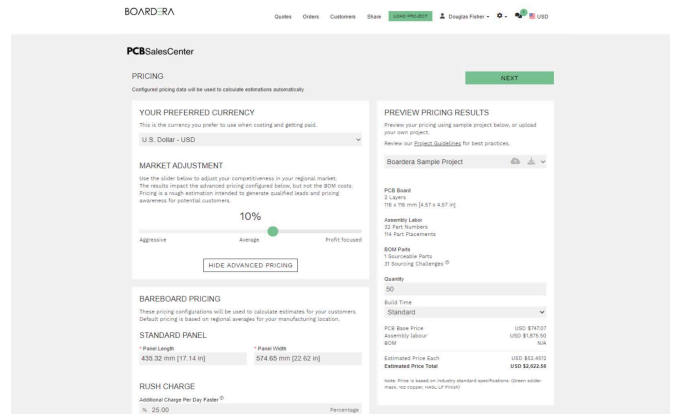 BOARDERA
Quotes Orders Customers Share LOAD PROJECT Douglas Fisher USD
PCBSalesCenter
PRICING
Configured pricing data will be used to calculate estimations automatically
NEXT
YOUR PREFERRED CURRENCY
This is the currency you prefer to use when costing and getting paid.
U.S. Dollar - USD
MARKET ADJUSTMENT
Use the slider below to adjust your competitiveness in your regional market.
The results impact the advanced pricing configured below, but not the BOM costs.
Pricing is a rough estimation intended to generate qualified leads and pricing
awareness for potential customers.
10%
Aggressive Average Profit focused
HIDE ADVANCED PRICING
BAREBOARD PRICING
These pricing configurations will be used to calculate estimates for your customers.
Default pricing is based on regional averages for your manufacturing location.
STANDARD PANEL
* Panel Length * Panel Width
435.32 mm [17.14 in] 574.65 mm [22.62 in]
RUSH CHARGE
Additional Charge Per Day Faster
% 25.00 Percentage
PREVIEW PRICING RESULTS
Preview your pricing using sample project below, or upload
your own project.
Review our Project Guidelines for best practices.
Boardera Sample Project
PCB Board
2 Layers
116 x 116 mm [4.57 x 4.57 in]
Assembly Labor
32 Part Numbers
114 Part Placements
BOM Parts
1 Sourceable Parts
31 Sourcing Challenges
Quantity
50
Build Time
Standard
PCB Base Price USD $747.07
Assembly labour USD $1,875.50
BOM N/A
Estimated Price Each USD $52.4512
Estimated Price Total USD $2,622.56
Note: Price is based on industry standard specifications: (Green solder
mask, 1oz copper, HASL-LF Finish)